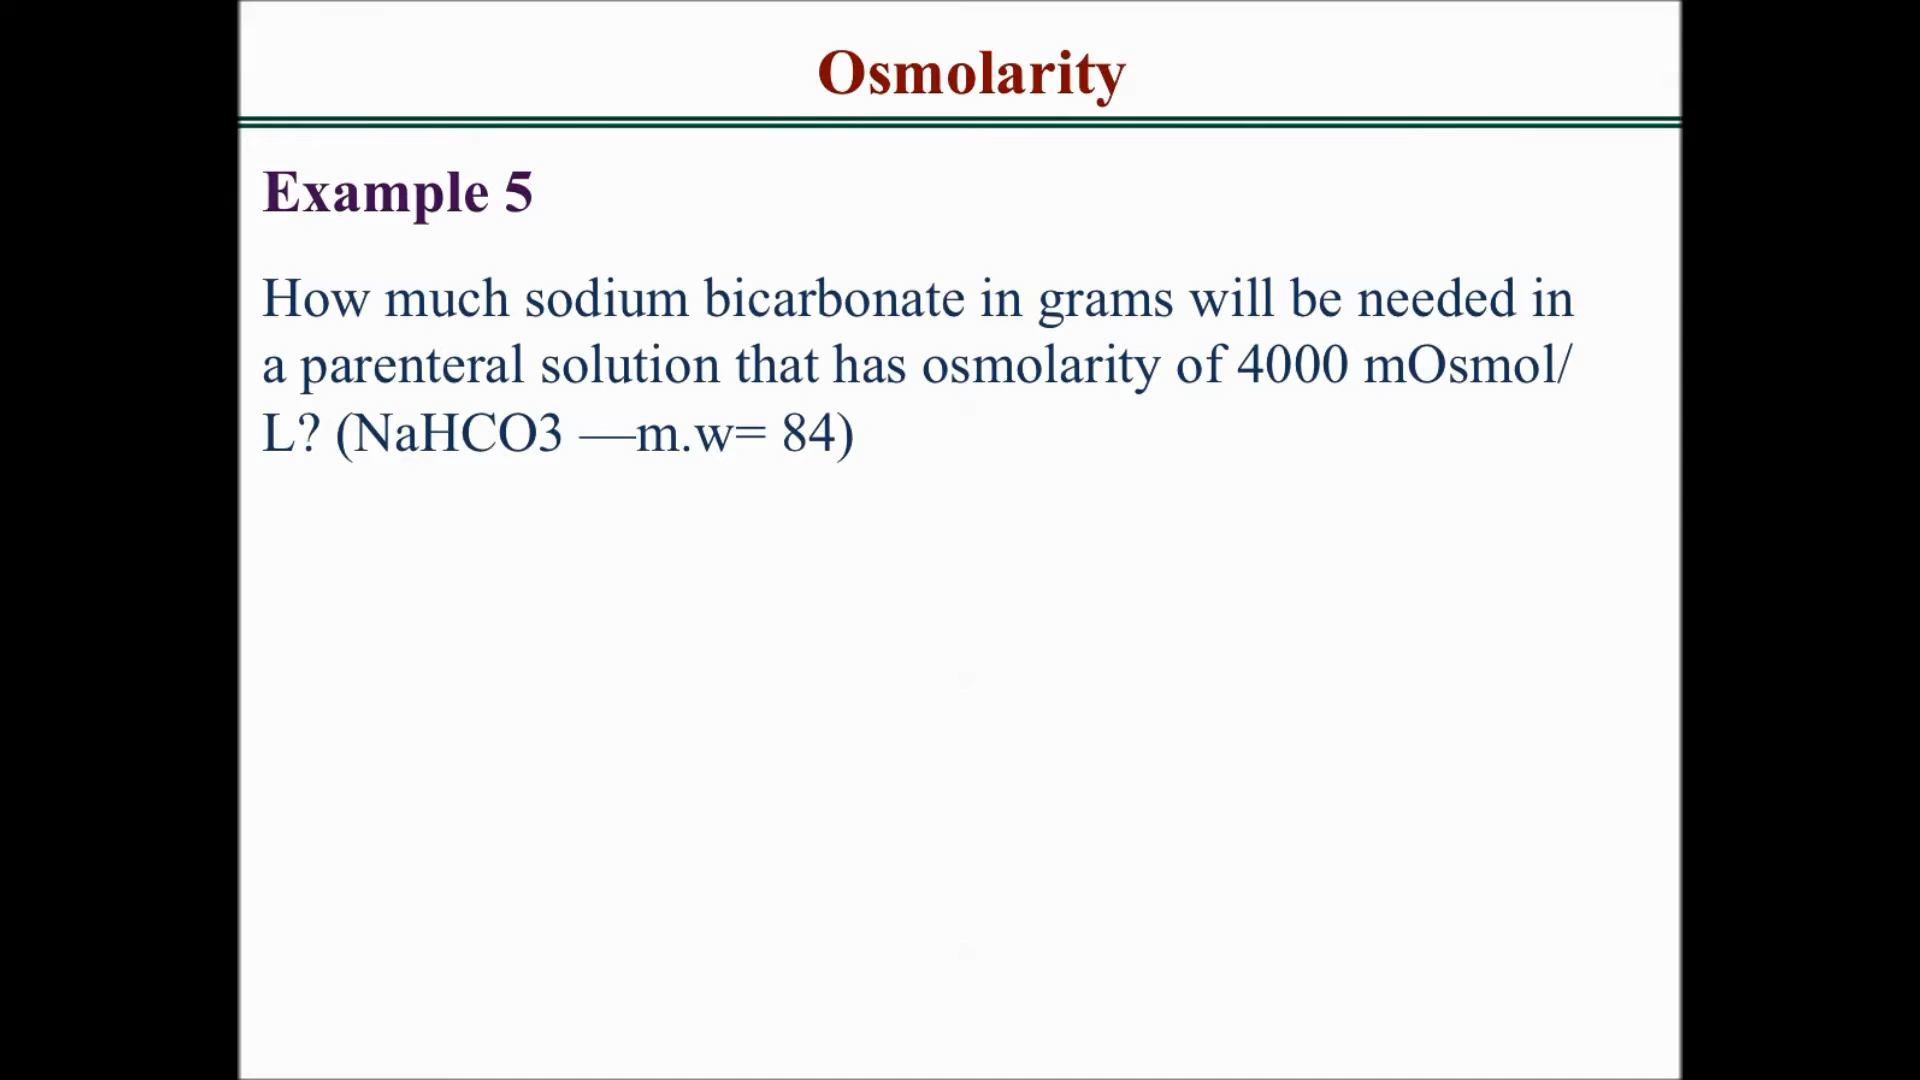 Osmolarity
Example 5
How much sodium bicarbonate in grams will be needed in
a parenteral solution that has osmolarity of 4000 mOsmol/
L? (NaHCO3 —m.w= 84)